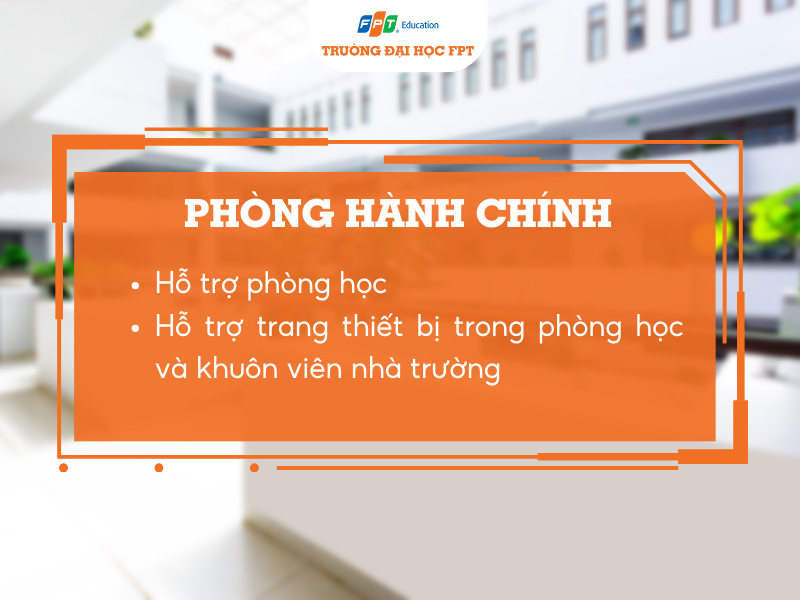 FPT Education
TRƯỜNG ĐẠI HỌC FPT
PHÒNG HÀNH CHÍNH
• Hỗ trợ phòng học
• Hỗ trợ trang thiết bị trong phòng học
và khuôn viên nhà trường